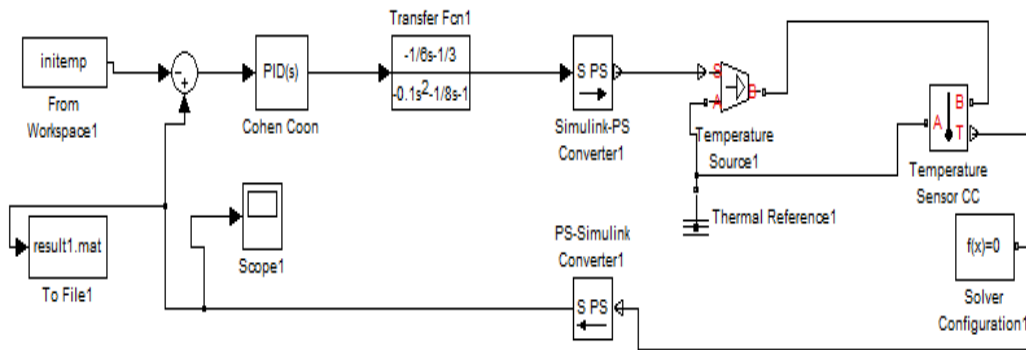 Transfer Fcn1
initemp
From
Workspace1
-
+
PID(s)
Cohen Coon
-1/6s-1/3
-0.1s²-1/8s-1
S PS
Simulink-PS
Converter1
S
A
B
Temperature
Source1
B
A
T
Temperature
Sensor CC
Thermal Reference1
result1.mat
To File1
Scope1
PS-Simulink
Converter1
S PS
f(x)=0
Solver
Configuration1